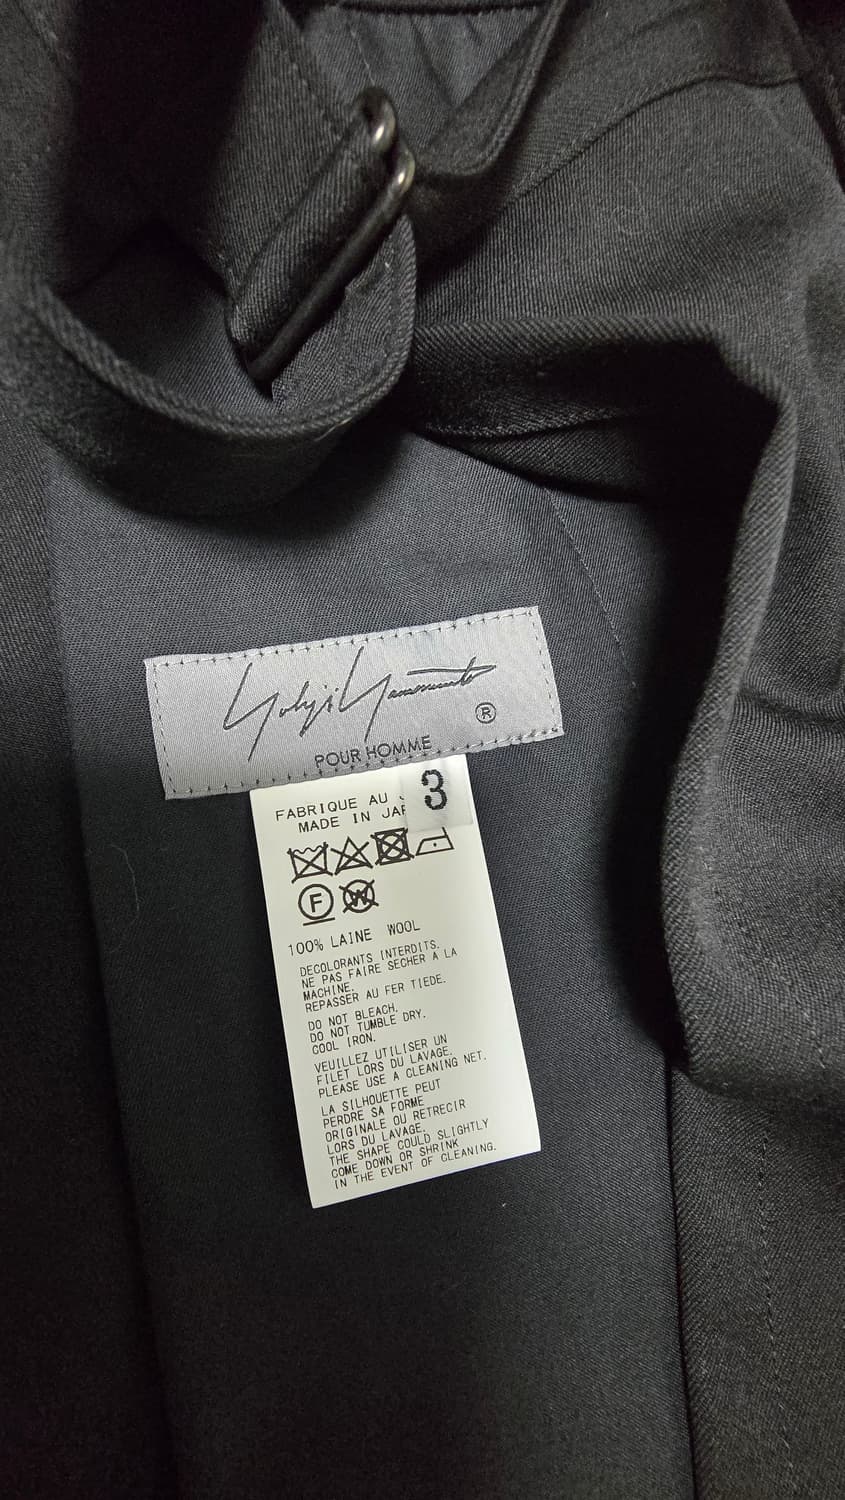 Yohji Yamamoto
®
POUR HOMME
3
FABRIQUE AU
MADE IN
F
W
100% LAINE WOOL
DECOLORANTS INTERDITS.
NE PAS FAIRE SECHER A LA
MACHINE.
REPASSER AU FER TIEDE.
DO NOT BLEACH.
DO NOT TUMBLE DRY.
COOL IRON.
VEUILLEZ UTILISER UN
FILET LORS DU LAVAGE.
PLEASE USE A CLEANING NET.
LA SILHOUETTE PEUT
PERDRE SA FORME
ORIGINALE OU RETRECIR
LORS DU LAVAGE.
THE SHAPE COULD SLIGHTLY
COME DOWN OR SHRINK
IN THE EVENT OF CLEANING.